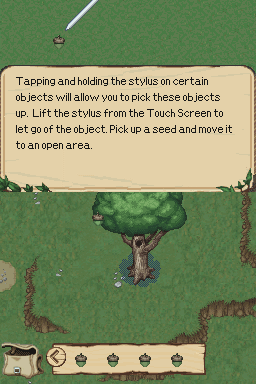 Tapping and holding the stylus on certain
objects will allow you to pick these objects
up. Lift the stylus from the Touch Screen to
let go of the object. Pick up a seed and move it
to an open area.